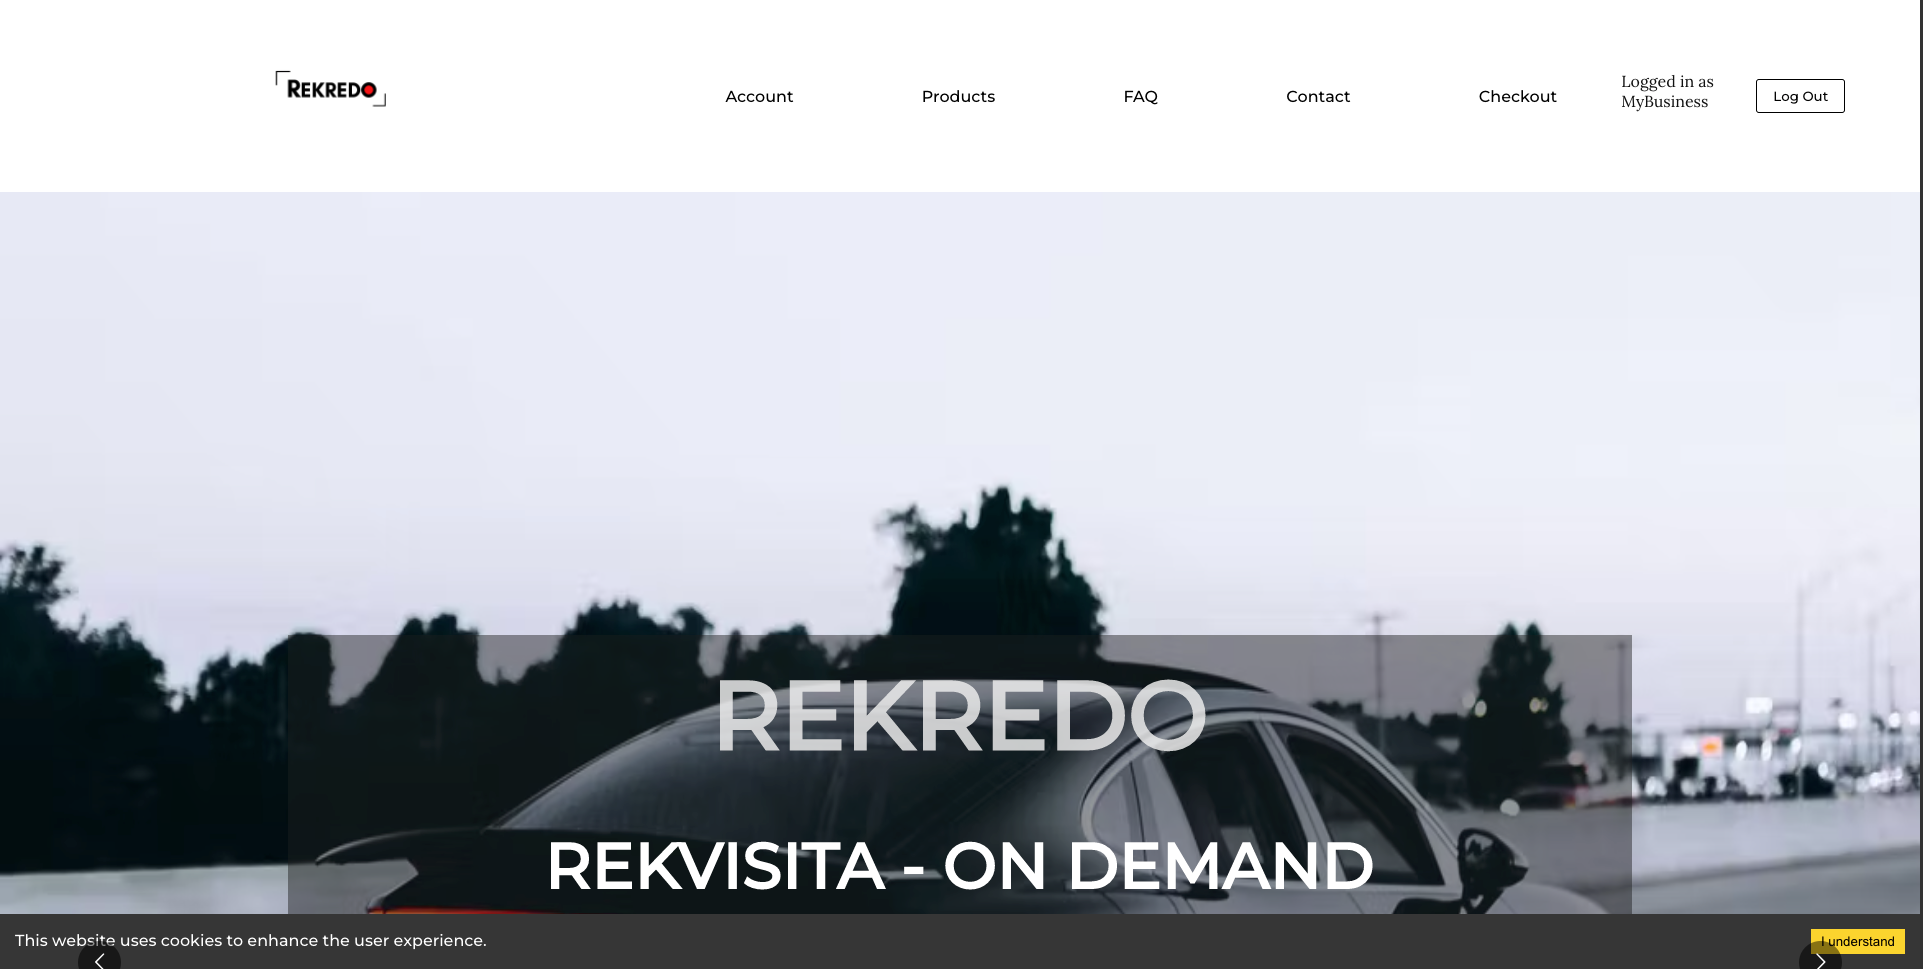 REKREDO
Account
Products
FAQ
Contact
Checkout
Logged in as
MyBusiness
Log Out
REKREDO
REKVISITA - ON DEMAND
This website uses cookies to enhance the user experience.
I understand